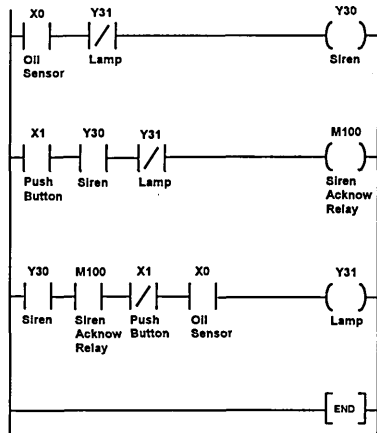 X0 Y31 Y30
Oil Lamp Siren
Sensor
X1 Y30 Y31 M100
Push Siren Lamp Siren
Button Acknow
Relay
Y30 M100 X1 X0 Y31
Siren Siren Push Oil Lamp
Acknow Button Sensor
Relay
END